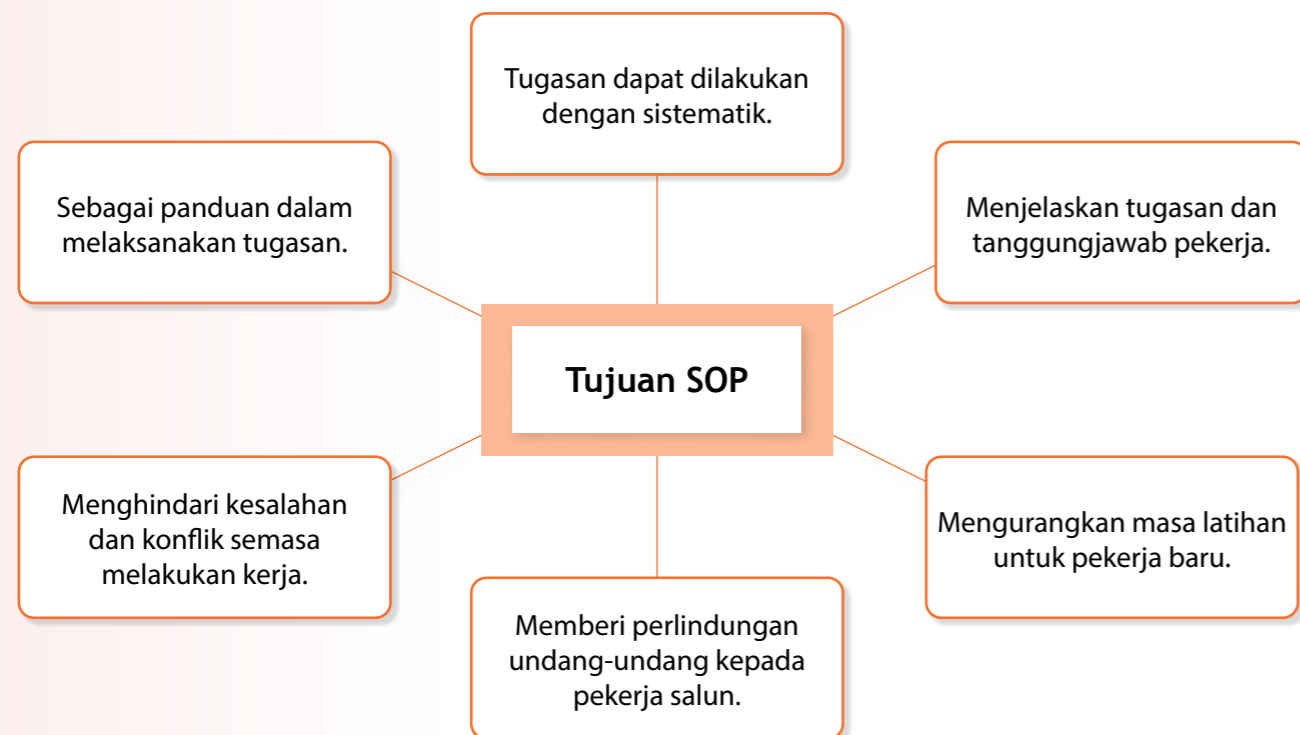 Tugasan dapat dilakukan
dengan sistematik.
Sebagai panduan dalam
melaksanakan tugasan.
Menjelaskan tugasan dan
tanggungjawab pekerja.
Tujuan SOP
Menghindari kesalahan
dan konflik semasa
melakukan kerja.
Mengurangkan masa latihan
untuk pekerja baru.
Memberi perlindungan
undang-undang kepada
pekerja salun.